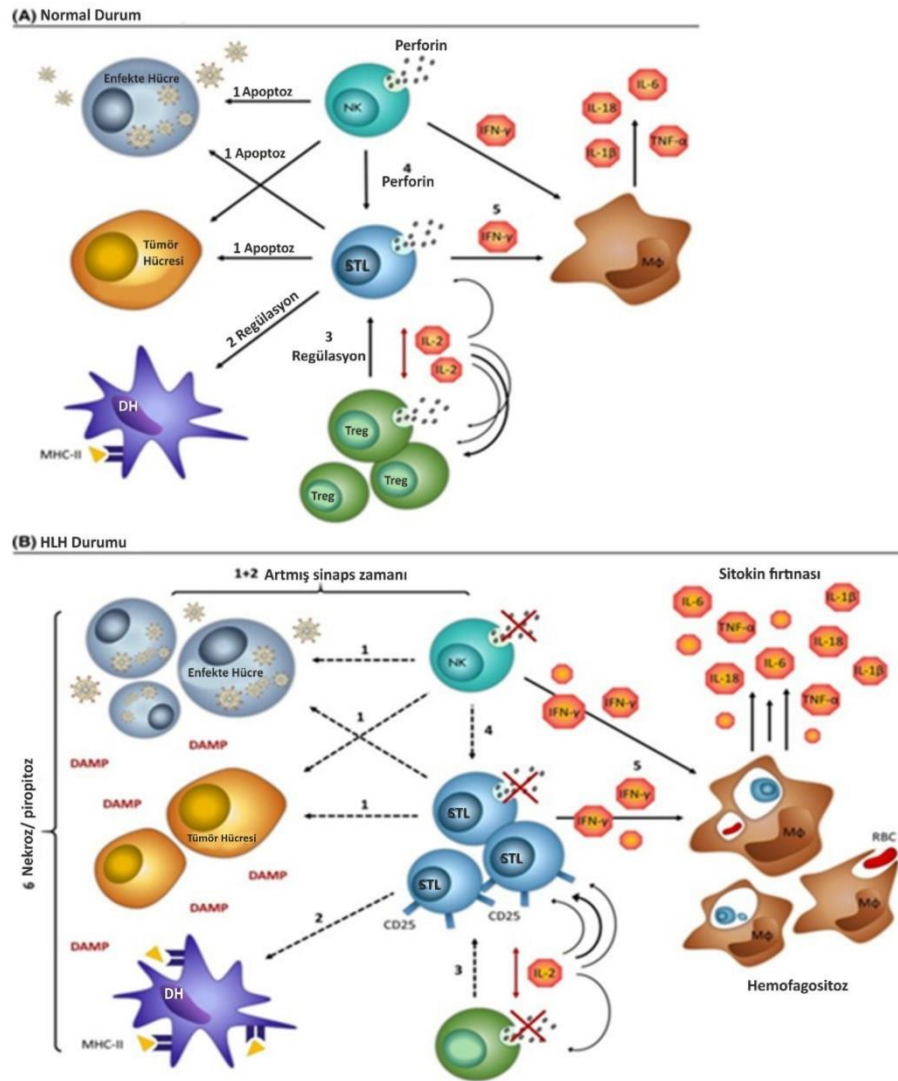 (A) Normal Durum
Perforin
Enfekte Hücre
1 Apoptoz
NK
IFN-γ
IL-18
IL-6
IL-1β
TNF-α
1 Apoptoz
4
Perforin
Tümör
Hücresi
1 Apoptoz
STL
5
IFN-γ
Mϕ
2 Regülasyon
3
Regülasyon
IL-2
IL-2
DH
MHC-II
Treg
Treg
Treg
(B) HLH Durumu
1+2 Artmış sinaps zamanı
Sitokin fırtınası
IL-6
TNF-α
IL-1β
IL-18
IL-18
IL-6
IL-1β
TNF-α
Enfekte Hücre
1
NK
IFN-γ
IFN-γ
1
4
DAMP
DAMP
DAMP
6 Nekroz/ piropitoz
Tümör Hücresi
1
STL
IFN-γ
IFN-γ
5
Mϕ
RBC
STL
STL
DAMP
DAMP
DAMP
CD25
CD25
2
3
IL-2
Mϕ
Mϕ
Hemofagositoz
DH
MHC-II